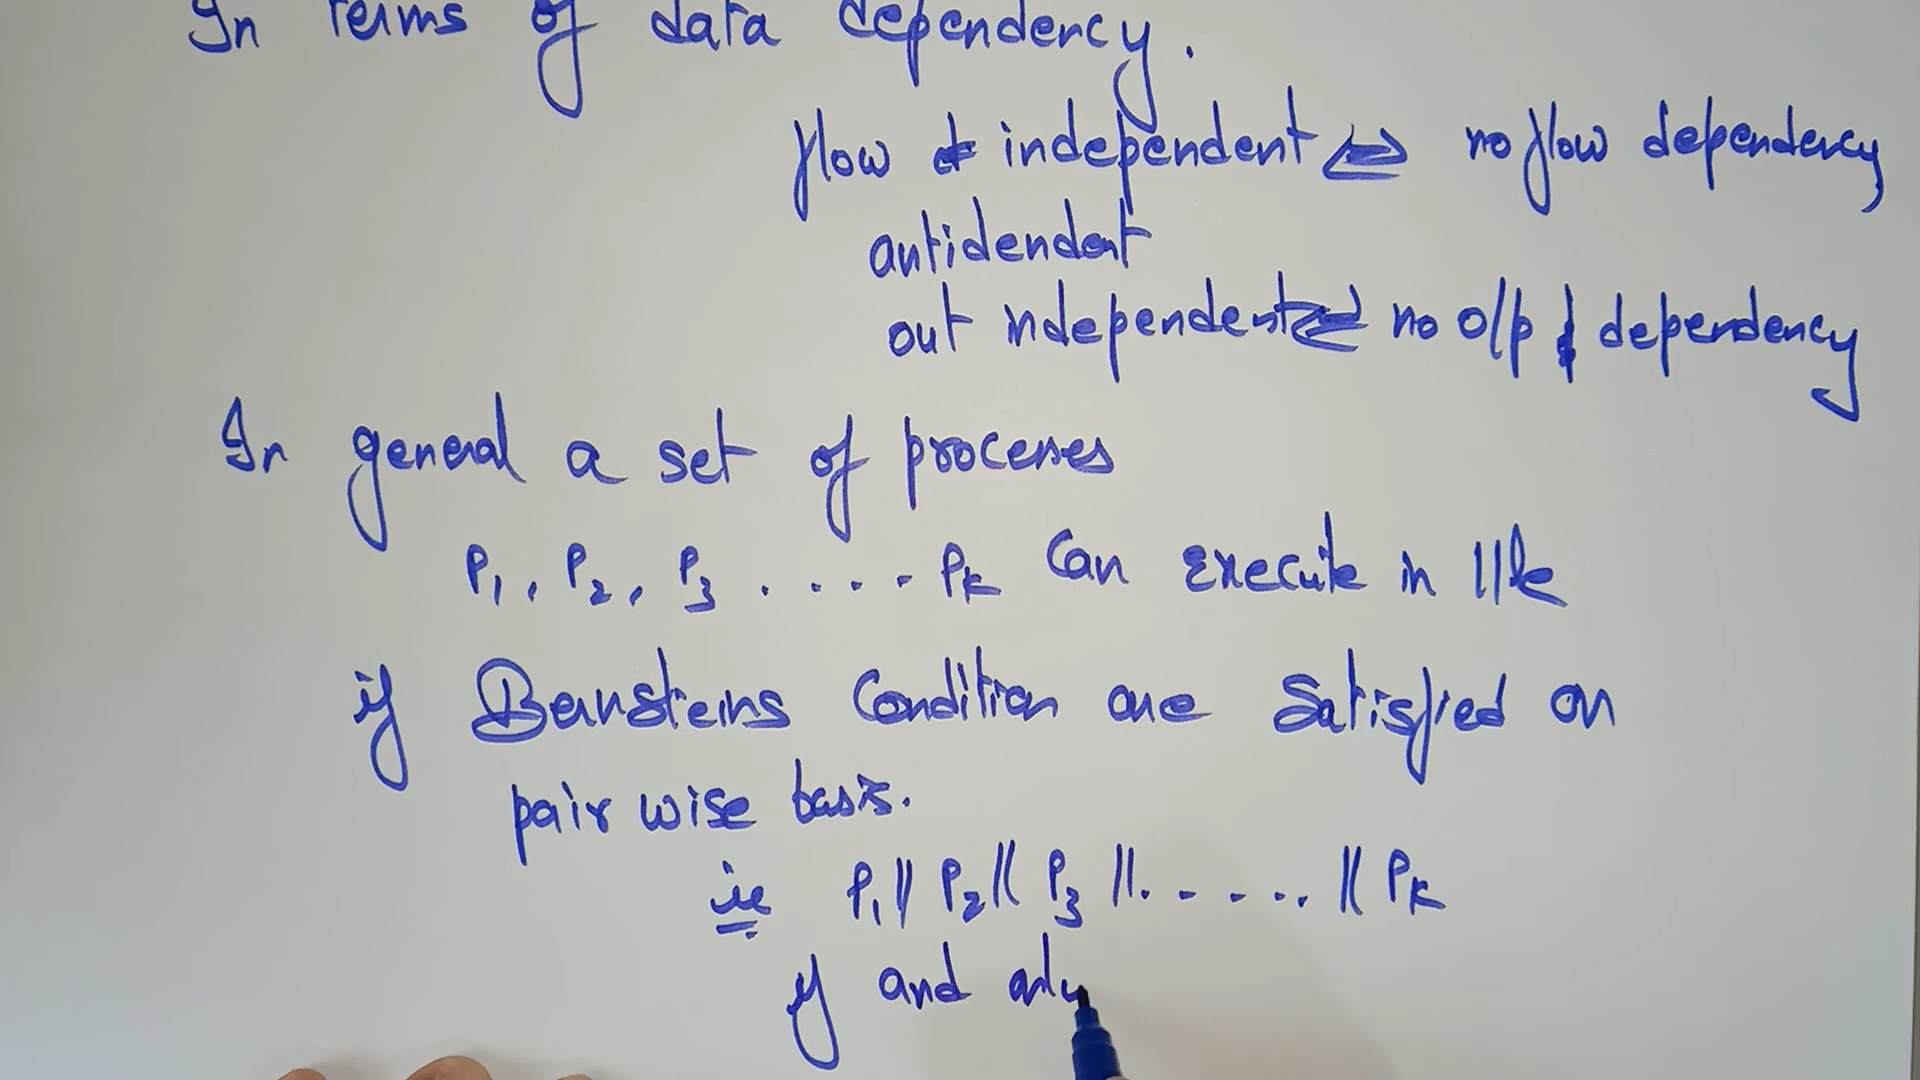 In terms of data dependency.
flow independent ⇔ no flow dependency
antidendent
out independent ⇔ no o/p dependency
In general a set of processes
P1, P2, P3 . . . . . PK Can execute in ||le
if Bernsteins Condition are Satisfied on
pair wise basis.
ie P1 || P2 || P3 || . . . . . . || PK
if and only